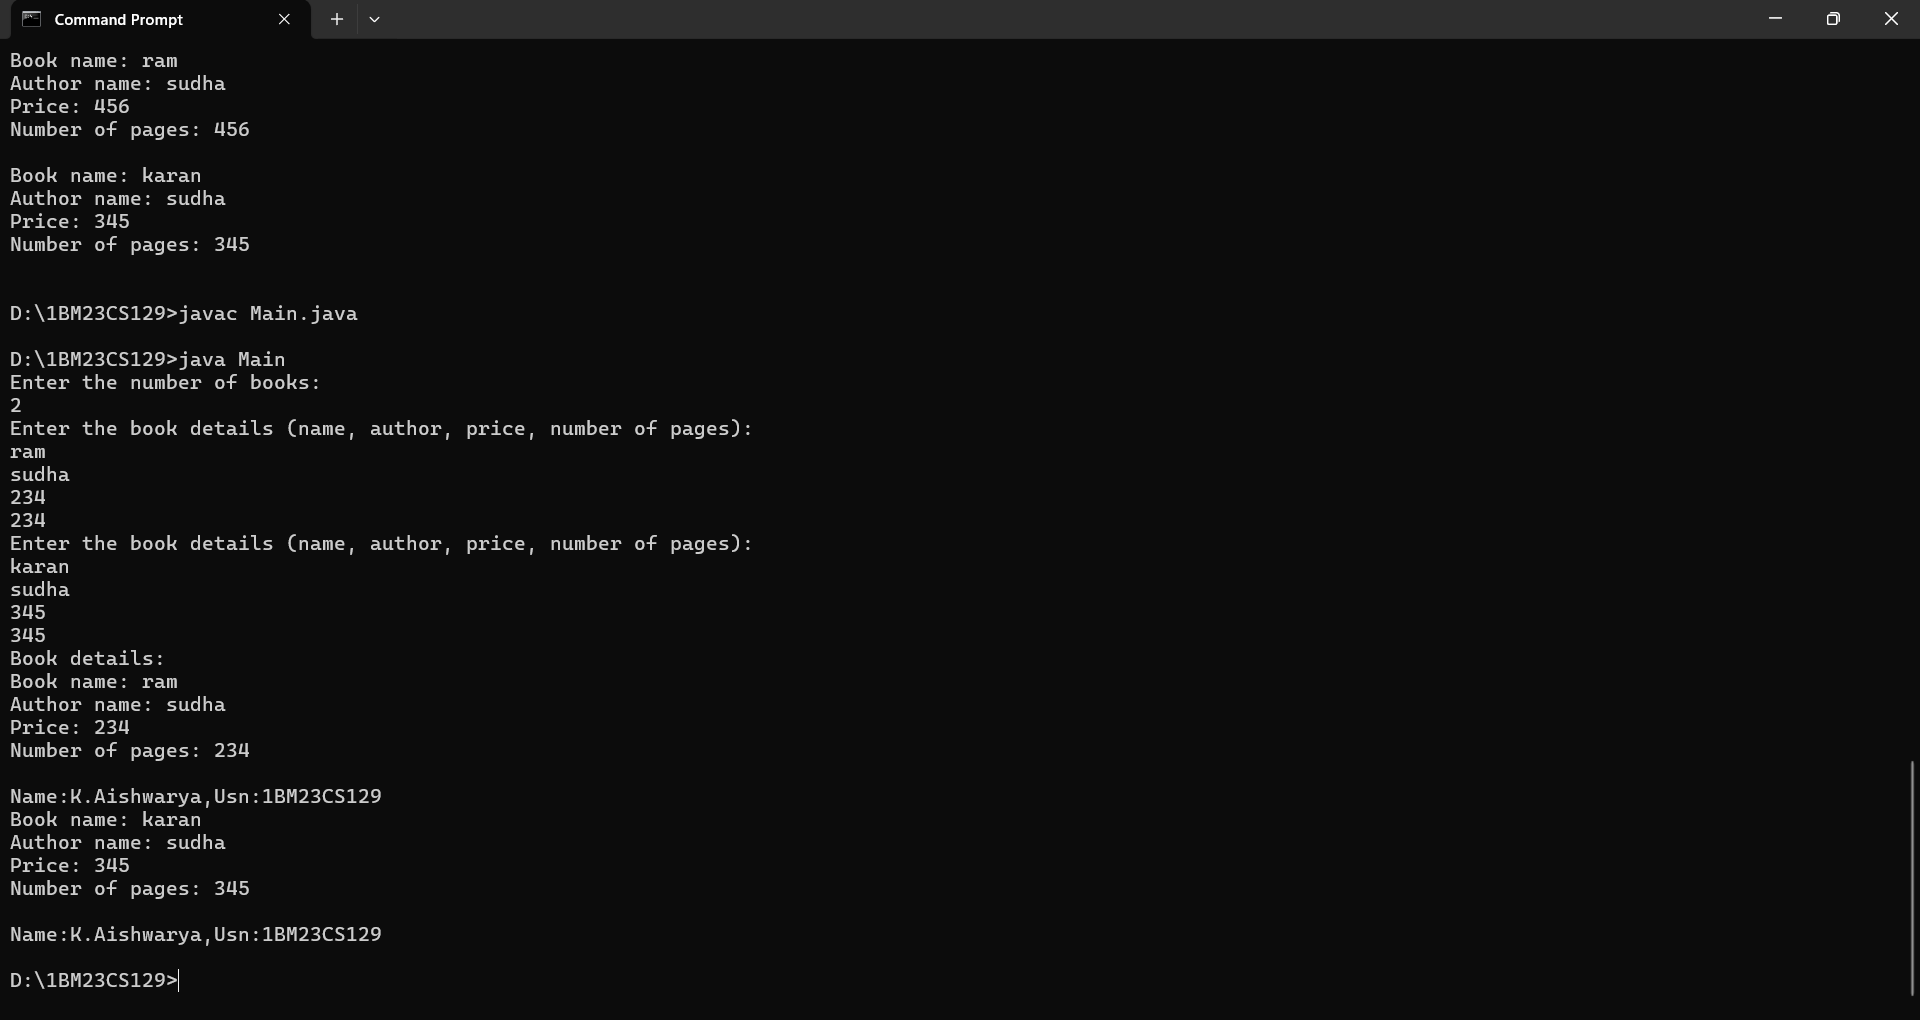 Command Prompt
Book name: ram
Author name: sudha
Price: 456
Number of pages: 456
Book name: karan
Author name: sudha
Price: 345
Number of pages: 345
D:\1BM23CS129>javac Main.java
D:\1BM23CS129>java Main
Enter the number of books:
2
Enter the book details (name, author, price, number of pages):
ram
sudha
234
234
Enter the book details (name, author, price, number of pages):
karan
sudha
345
345
Book details:
Book name: ram
Author name: sudha
Price: 234
Number of pages: 234
Name:K.Aishwarya,Usn:1BM23CS129
Book name: karan
Author name: sudha
Price: 345
Number of pages: 345
Name:K.Aishwarya,Usn:1BM23CS129
D:\1BM23CS129>